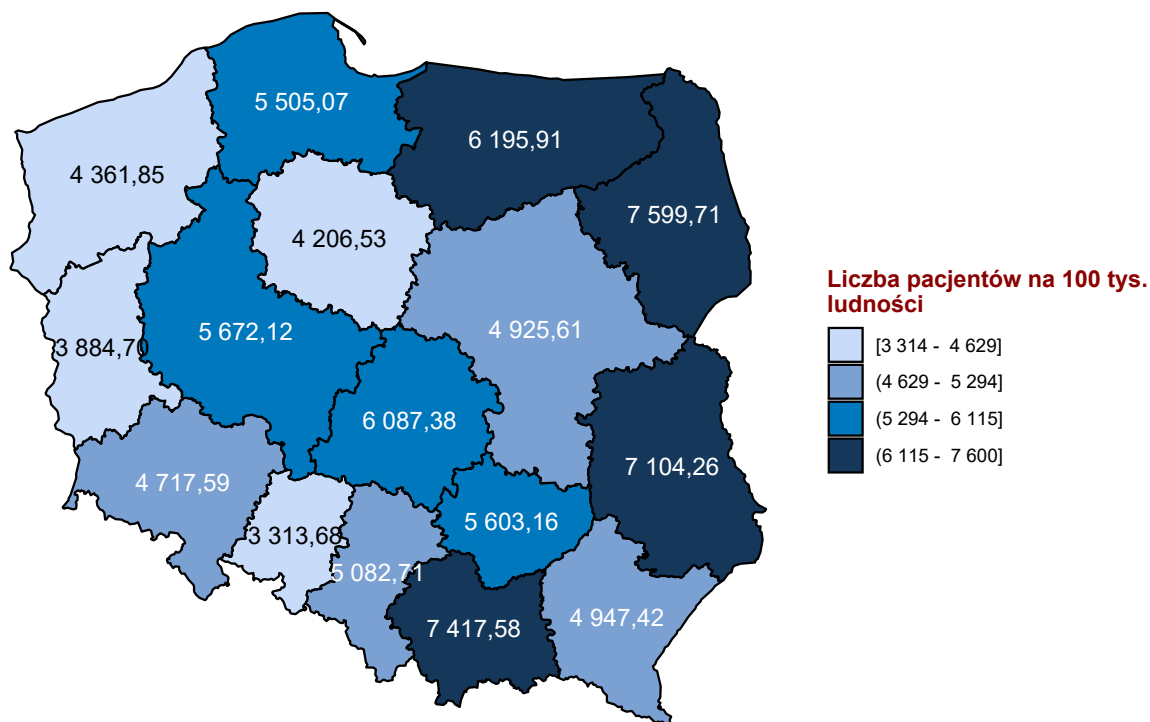 5 505,07
6 195,91
4 361,85
7 599,71
4 206,53
5 672,12
4 925,61
3 884,70
6 087,38
7 104,26
4 717,59
5 603,16
3 313,68
5 082,71
4 947,42
7 417,58
Liczba pacjentów na 100 tys.
ludności
[3 314 - 4 629]
(4 629 - 5 294]
(5 294 - 6 115]
(6 115 - 7 600]